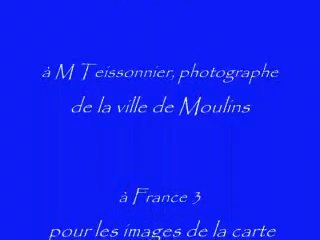 à M Teissonnier, photographe
de la ville de Moulins
à France 3
pour les images de la carte